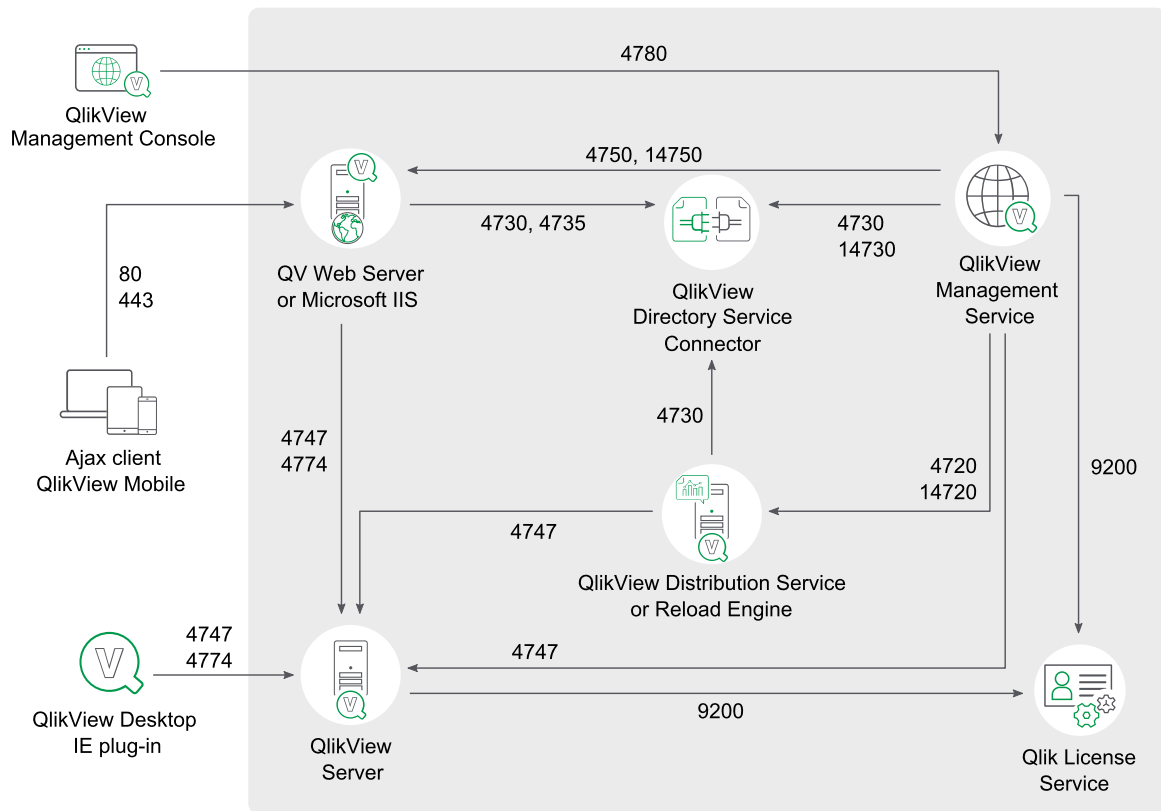 4780
QlikView
Management Console
4750, 14750
4730, 4735
4730
14730
80
443
QV Web Server
or Microsoft IIS
QlikView
Directory Service
Connector
QlikView
Management
Service
Ajax client
QlikView Mobile
4747
4774
4730
4720
14720
9200
4747
QlikView Distribution Service
or Reload Engine
4747
4774
4747
9200
QlikView Desktop
IE plug-in
QlikView
Server
Qlik License
Service